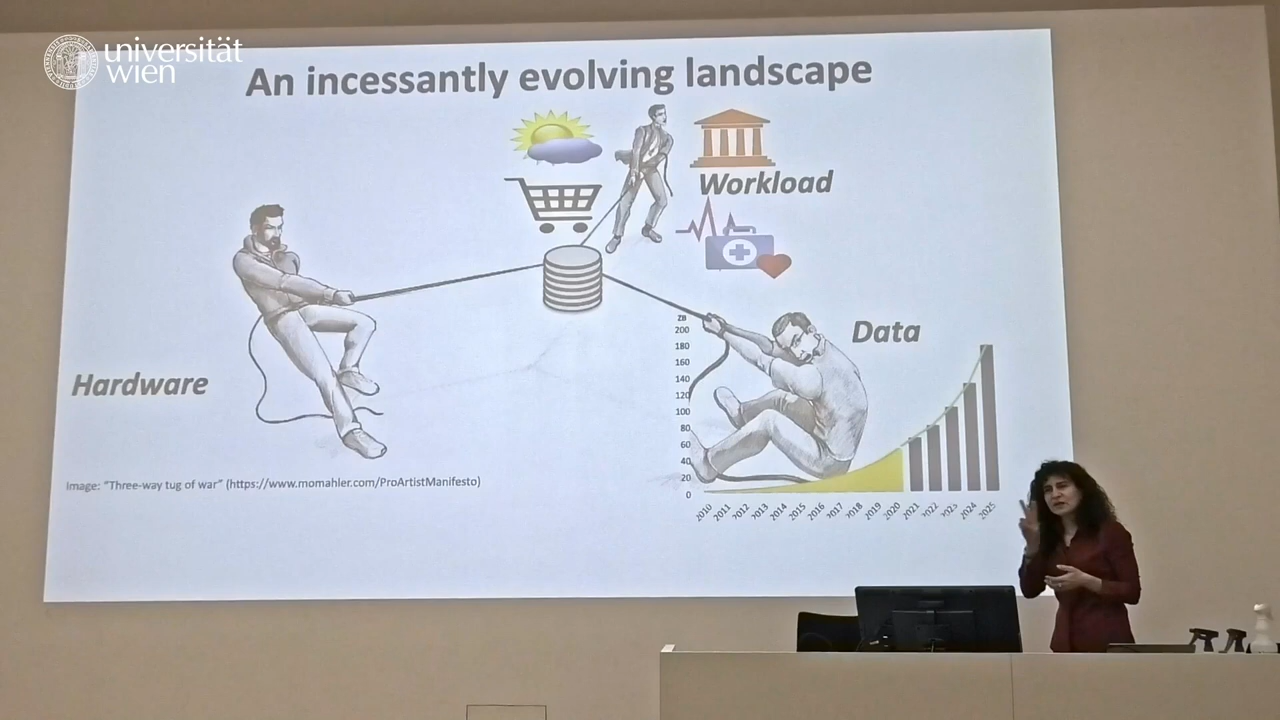 universität
wien
An incessantly evolving landscape
Workload
Hardware
Data
ZB
200
180
160
140
120
100
80
60
40
20
0
2010 2011 2012 2013 2014 2015 2016 2017 2018 2019 2020 2021 2022 2023 2024 2025
Image: "Three-way tug of war" (https://www.momahler.com/ProArtistManifesto)